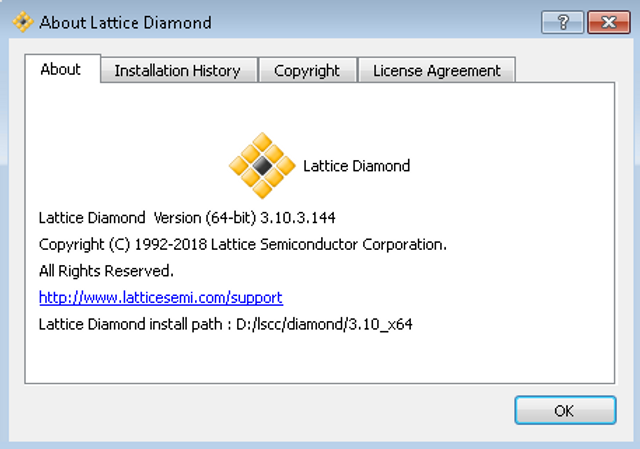 About Lattice Diamond
About
Installation History
Copyright
License Agreement
Lattice Diamond
Lattice Diamond  Version (64-bit) 3.10.3.144
Copyright (C) 1992-2018 Lattice Semiconductor Corporation.
All Rights Reserved.
http://www.latticesemi.com/support
Lattice Diamond install path : D:/lscc/diamond/3.10_x64
OK